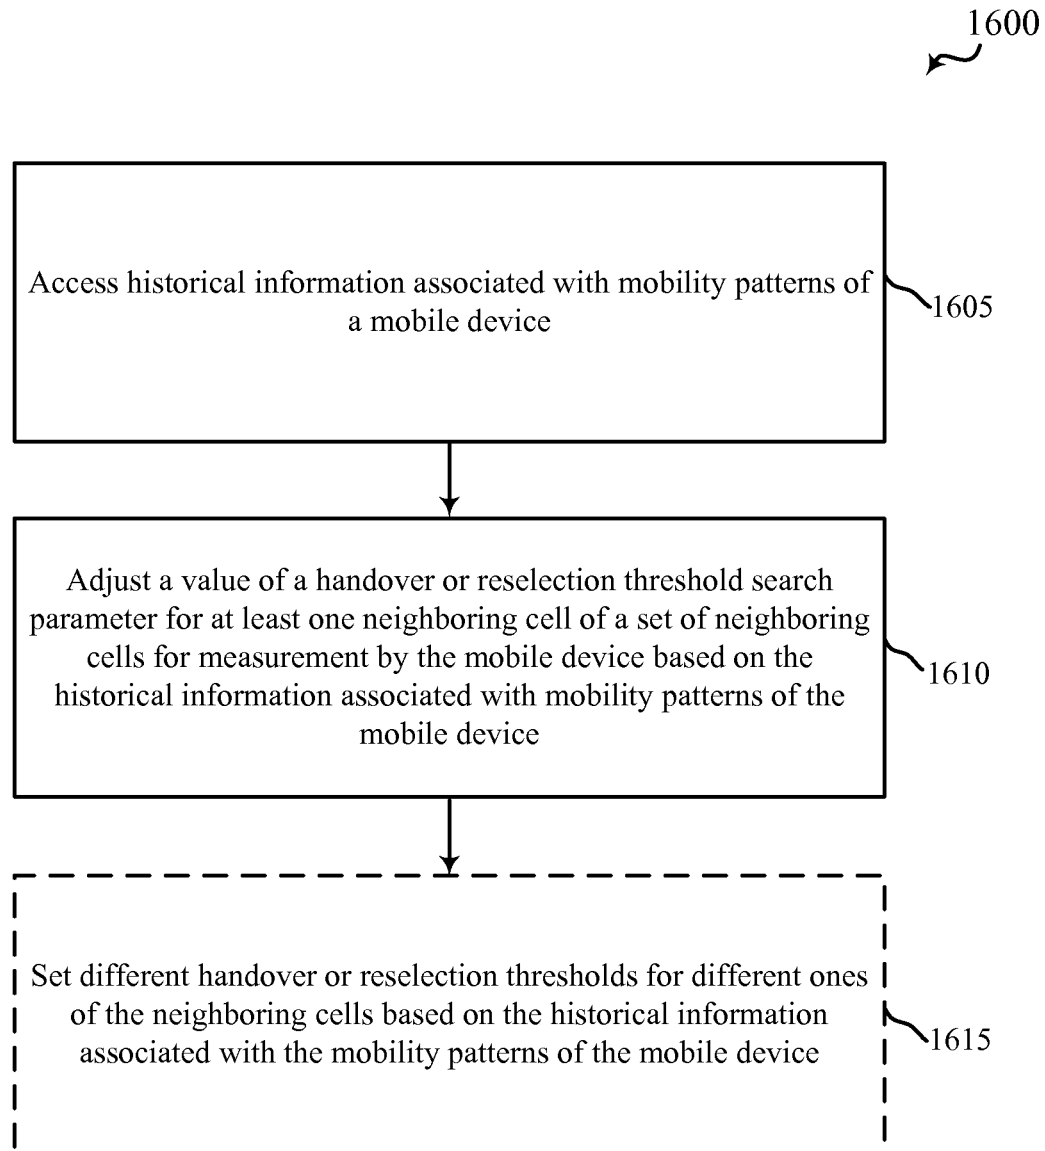 1600
Access historical information associated with mobility patterns of
a mobile device
1605
Adjust a value of a handover or reselection threshold search
parameter for at least one neighboring cell of a set of neighboring
cells for measurement by the mobile device based on the
historical information associated with mobility patterns of the
mobile device
1610
Set different handover or reselection thresholds for different ones
of the neighboring cells based on the historical information
associated with the mobility patterns of the mobile device
1615